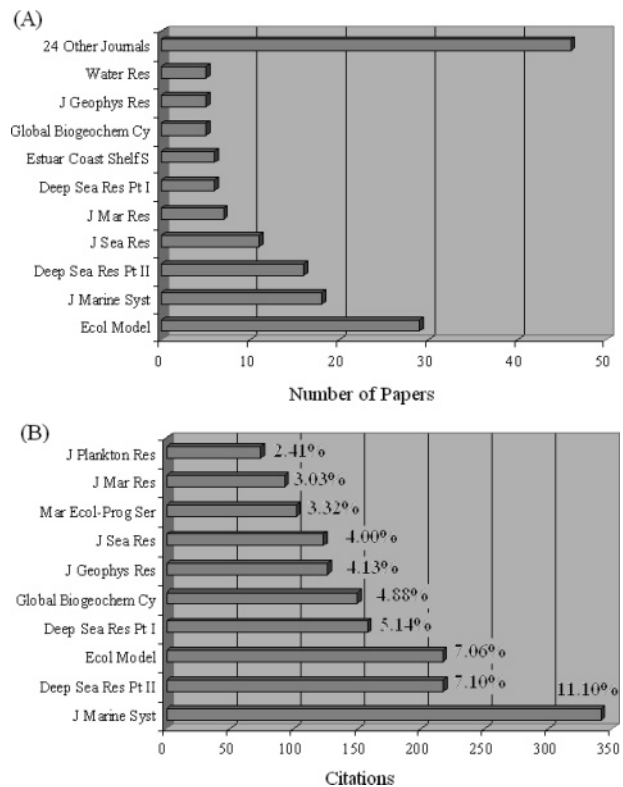 (A)
24 Other Journals
Water Res
J Geophys Res
Global Biogeochem Cy
Estuar Coast Shelf S
Deep Sea Res Pt I
J Mar Res
J Sea Res
Deep Sea Res Pt II
J Marine Syst
Ecol Model
0 10 20 30 40 50
Number of Papers
(B)
J Plankton Res 2.41%
J Mar Res 3.03%
Mar Ecol-Prog Ser 3.32%
J Sea Res 4.00%
J Geophys Res 4.13%
Global Biogeochem Cy 4.88%
Deep Sea Res Pt I 5.14%
Ecol Model 7.06%
Deep Sea Res Pt II 7.10%
J Marine Syst 11.10%
0 50 100 150 200 250 300 350
Citations